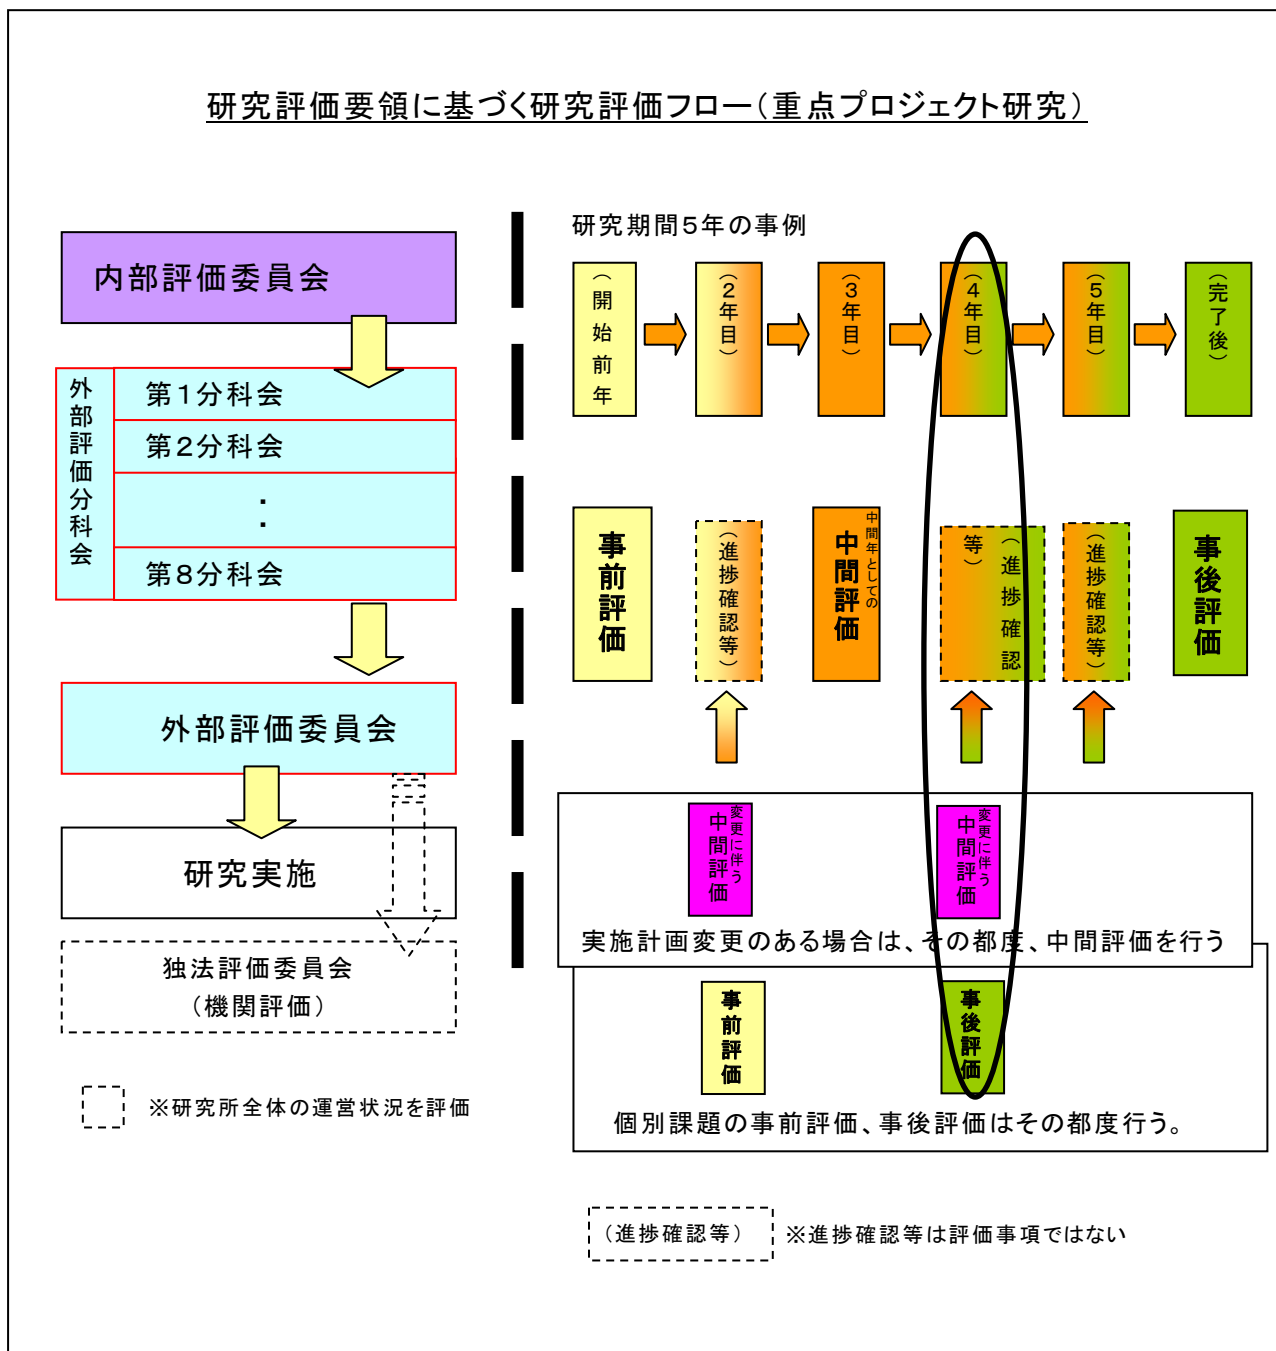 研究評価要領に基づく研究評価フロー（重点プロジェクト研究）
内部評価委員会
外部評価分科会
第１分科会
第２分科会
・
・
第８分科会
外部評価委員会
研究実施
独法評価委員会
（機関評価）
※研究所全体の運営状況を評価
研究期間５年の事例
（開始前年
（２年目）
（３年目）
（４年目）
（５年目）
（完了後）
事前評価
（進捗確認等）
中間年としての
中間評価
（進捗確認
等）
（進捗確認等）
事後評価
変更に伴う
中間評価
変更に伴う
中間評価
実施計画変更のある場合は、その都度、中間評価を行う
事前評価
事後評価
個別課題の事前評価、事後評価はその都度行う。
（進捗確認等）
※進捗確認等は評価事項ではない